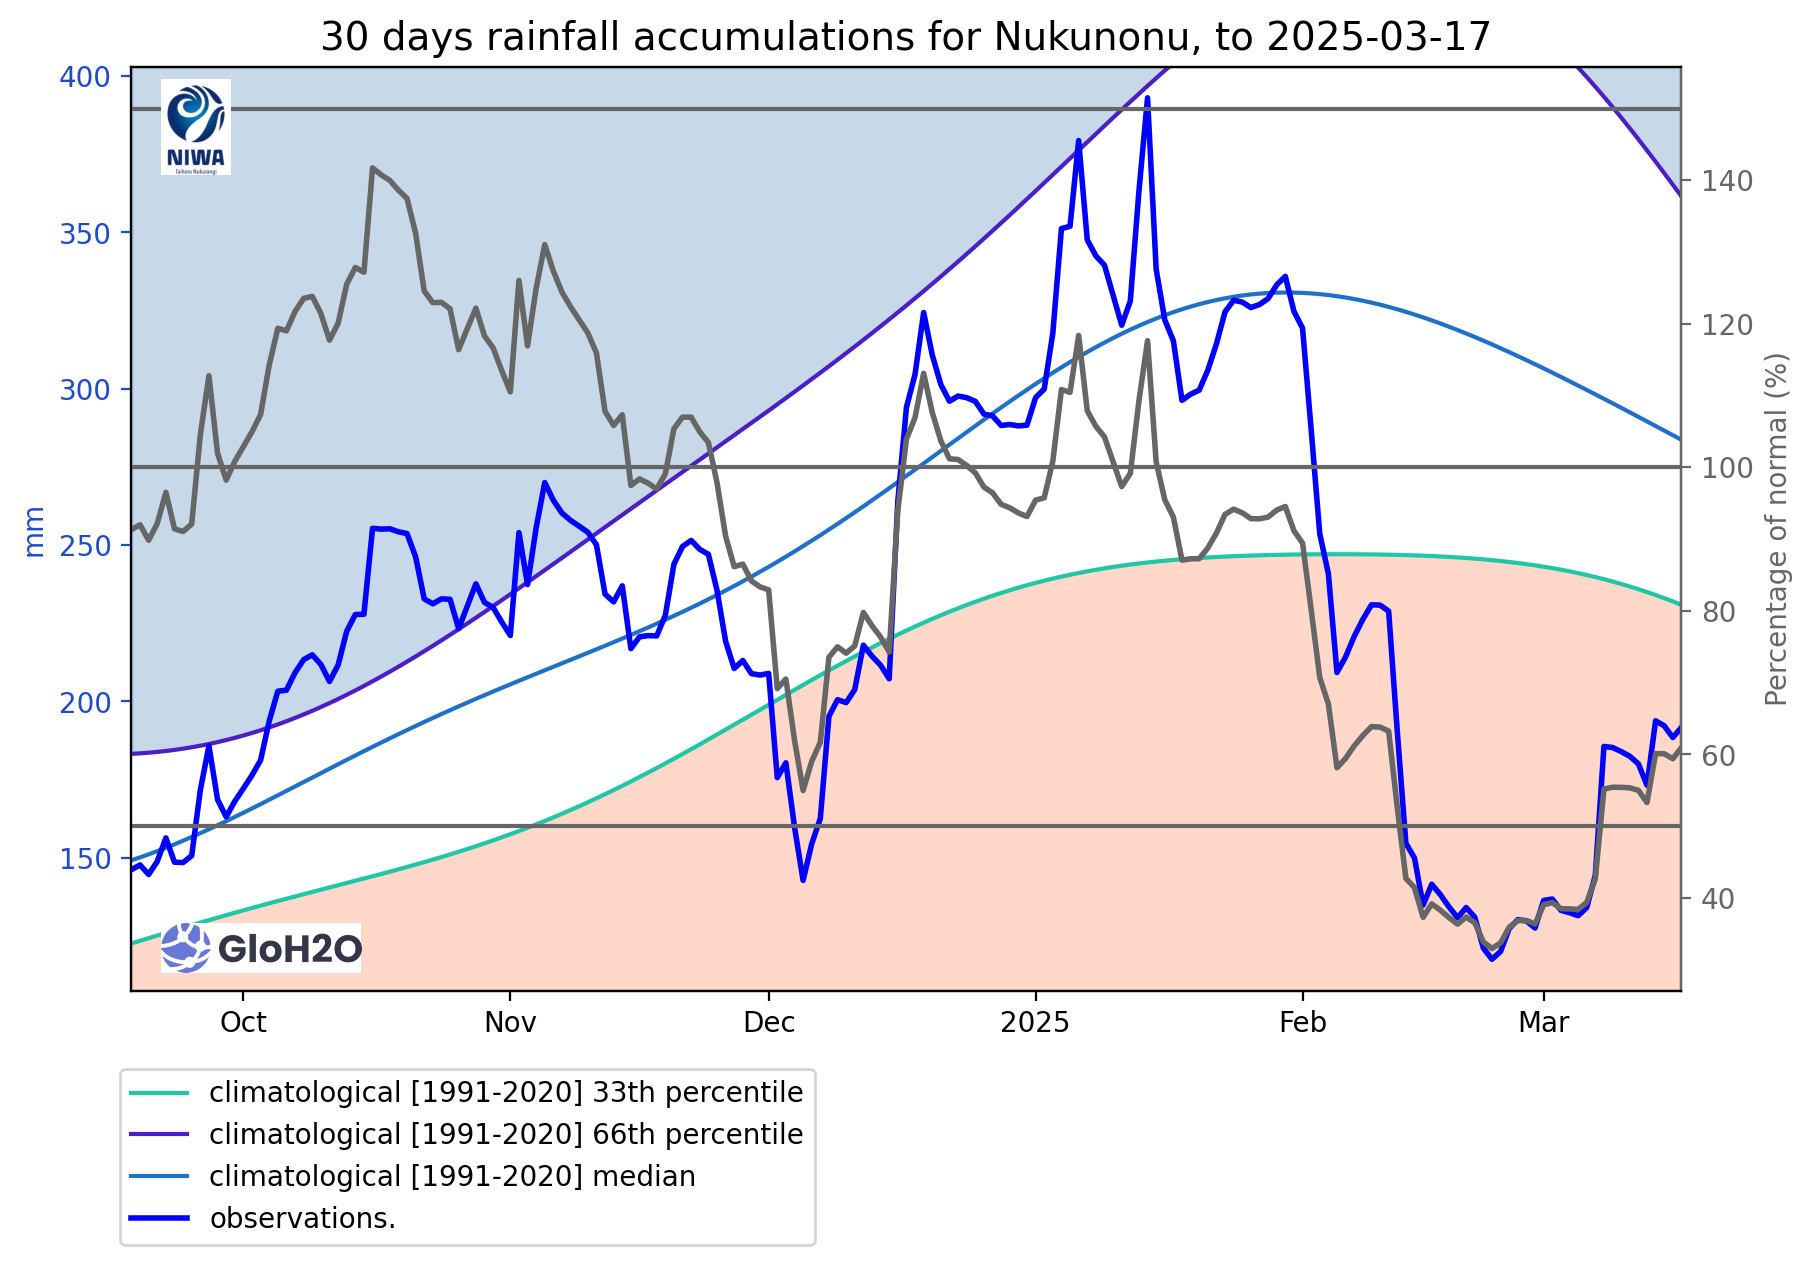 30 days rainfall accumulations for Nukunonu, to 2025-03-17
400
350
300
250
200
150
mm
NIWA
Taihoro Nukurangi
GloH2O
140
120
100
80
60
40
Percentage of normal (%)
Oct Nov Dec 2025 Feb Mar
climatological [1991-2020] 33th percentile
climatological [1991-2020] 66th percentile
climatological [1991-2020] median
observations.